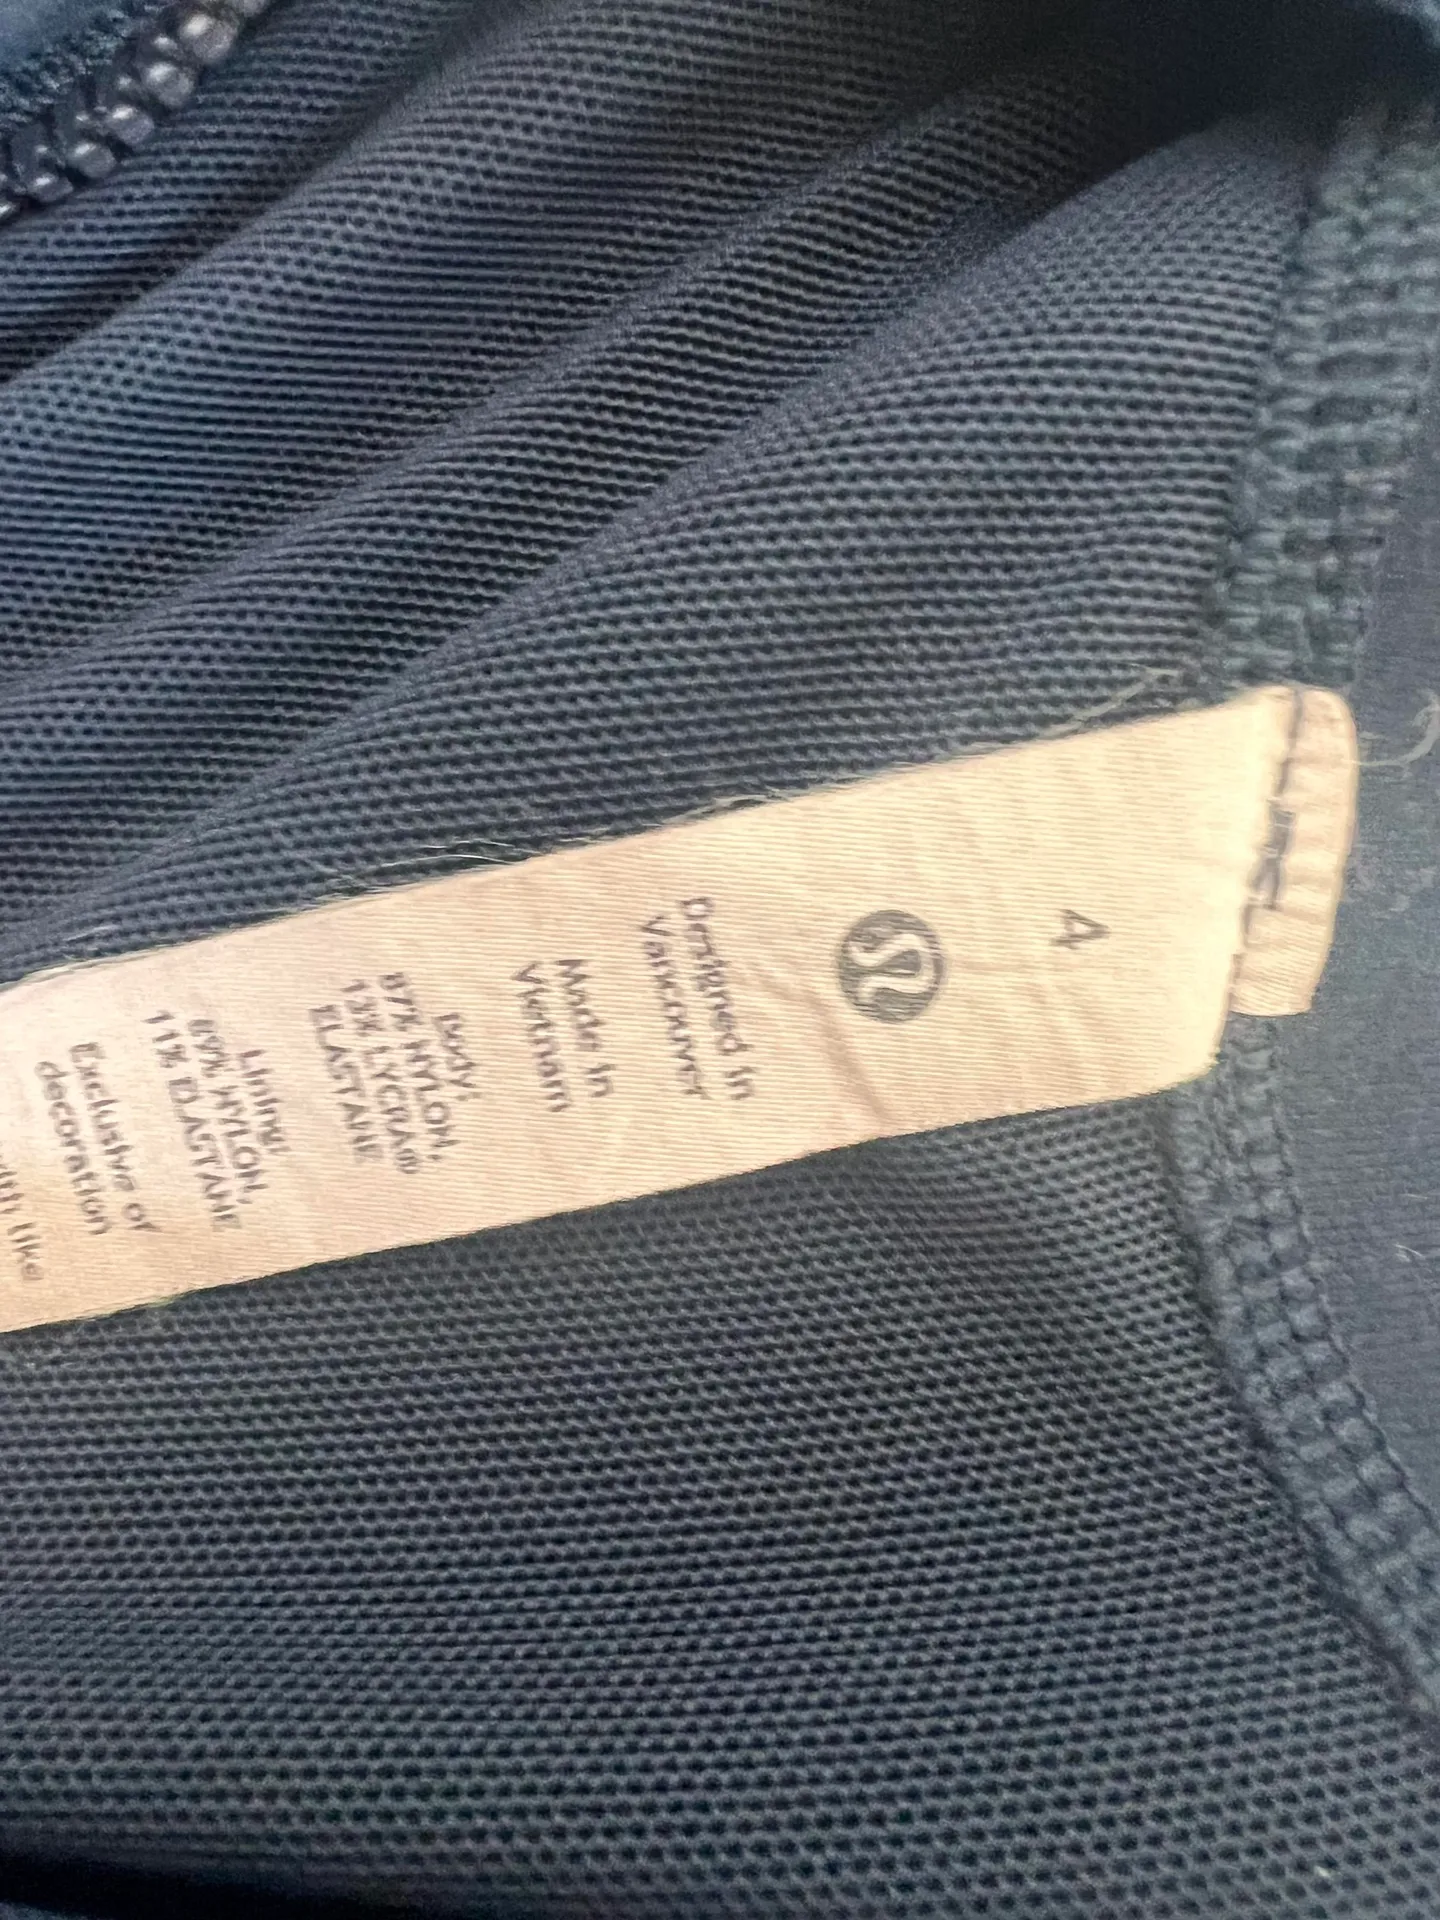 4
Designed in
Vancouver
Made in
Vietnam
Body:
87% NYLON,
13% LYCRA®
ELASTANE
Lining:
89% NYLON,
11% ELASTANE
Exclusive of
decoration
like